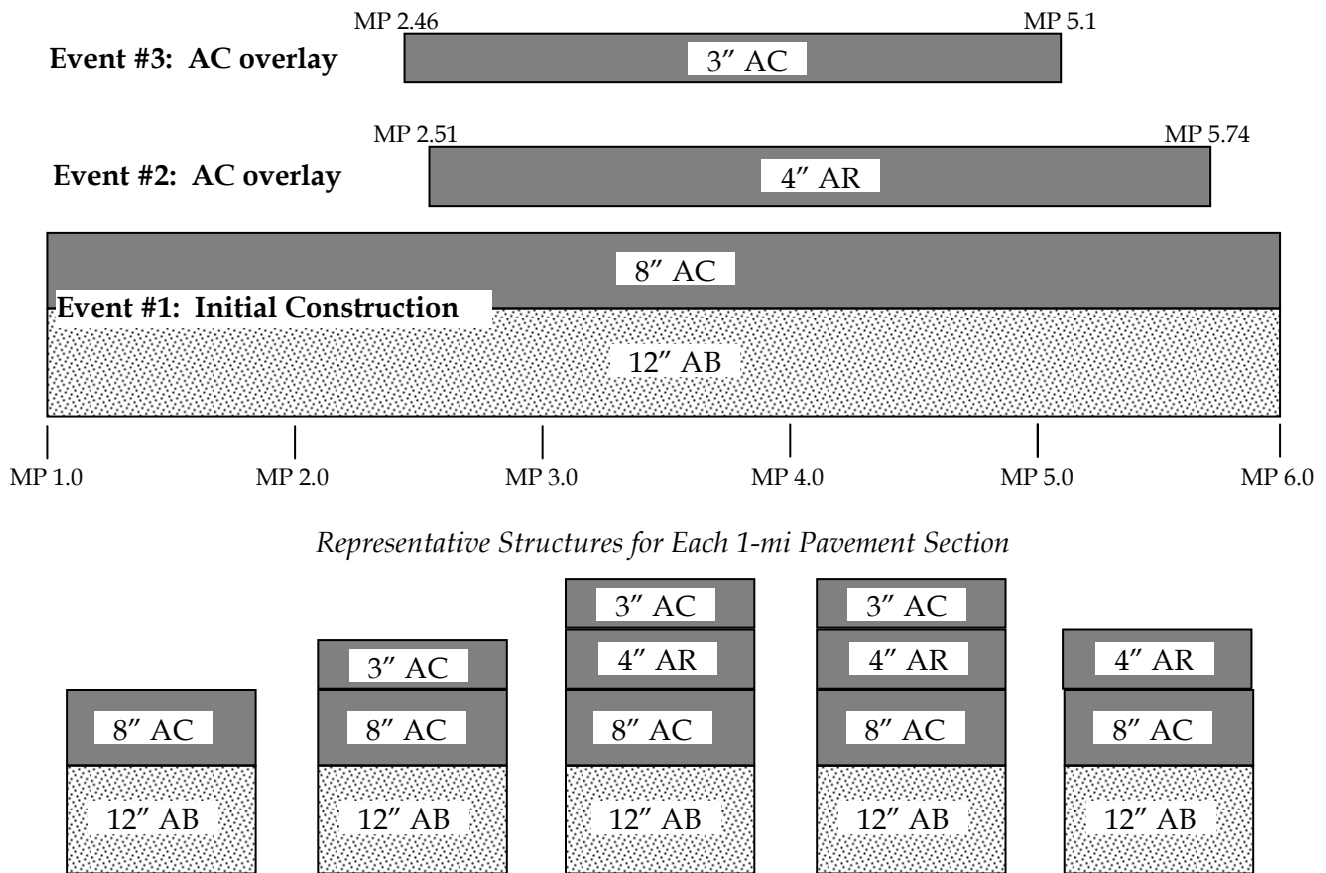 MP 2.46 MP 5.1
Event #3: AC overlay
3” AC
MP 2.51 MP 5.74
Event #2: AC overlay
4” AR
8” AC
Event #1: Initial Construction
12” AB
MP 1.0 MP 2.0 MP 3.0 MP 4.0 MP 5.0 MP 6.0
Representative Structures for Each 1-mi Pavement Section
3” AC 3” AC
3” AC 4” AR 4” AR 4” AR
8” AC 8” AC 8” AC 8” AC 8” AC
12” AB 12” AB 12” AB 12” AB 12” AB